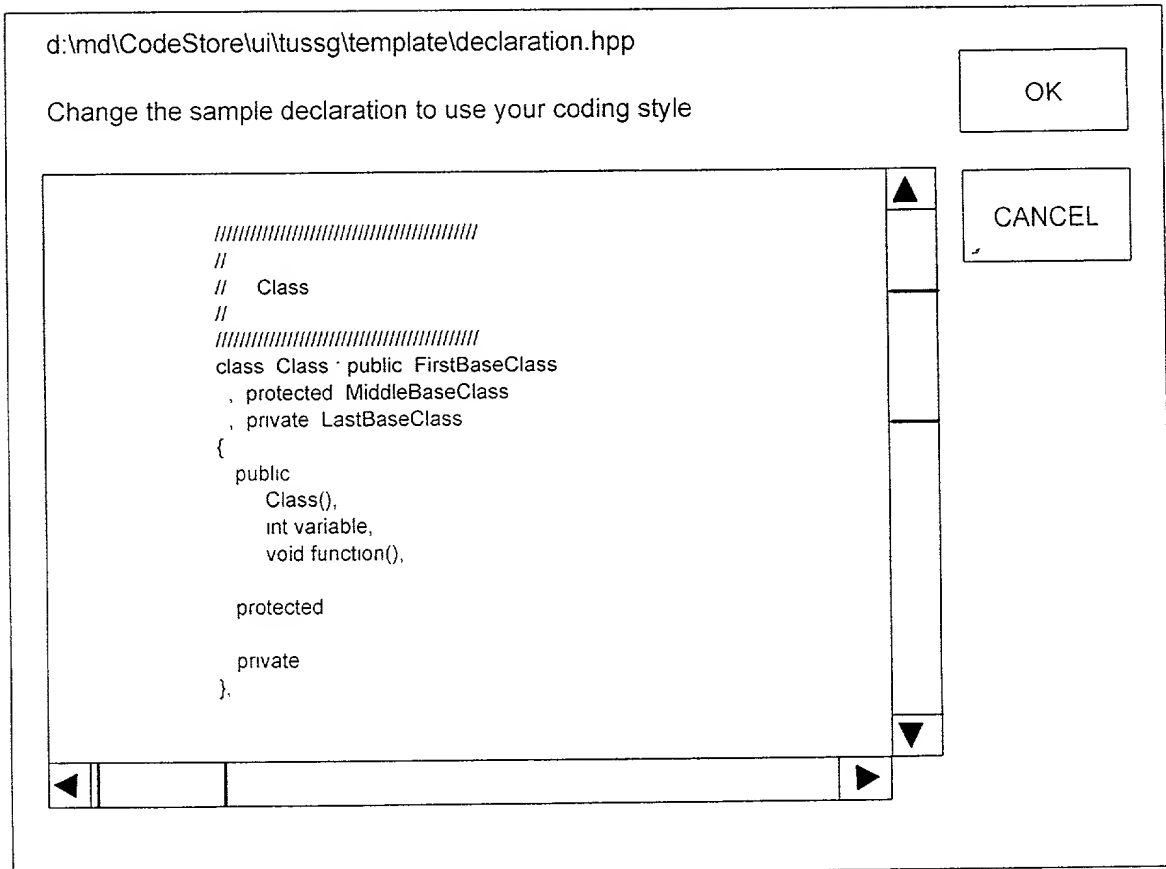 d:\md\CodeStore\ui\tussg\template\declaration.hpp
Change the sample declaration to use your coding style
OK
CANCEL
/////////////////////////////////////////////
//
//    Class
//
/////////////////////////////////////////////
class Class · public FirstBaseClass
, protected MiddleBaseClass
, private LastBaseClass
{
public
Class(),
int variable,
void function(),
protected
private
},